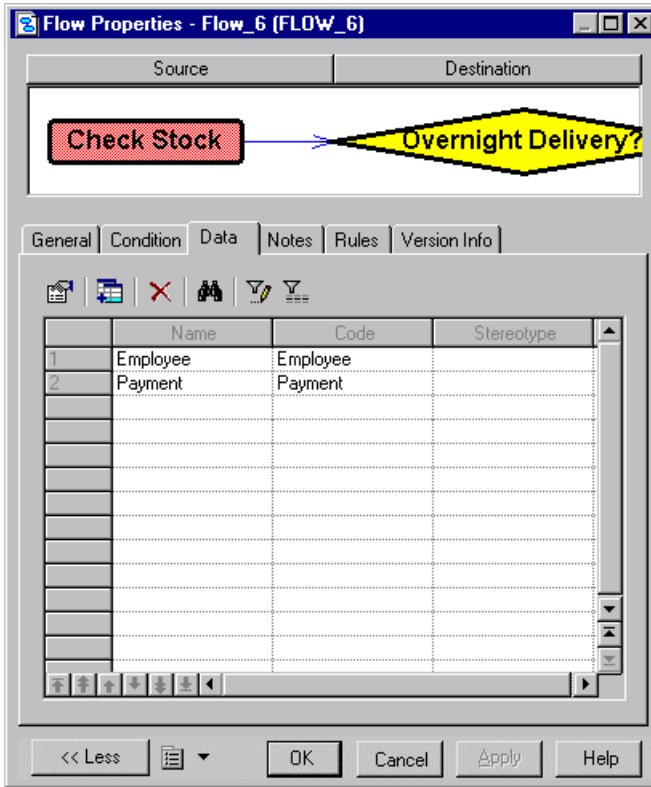 Flow Properties - Flow_6 (FLOW_6)
Source Destination
Check Stock Overnight Delivery?
General Condition Data Notes Rules Version Info
Name Code Stereotype
1 Employee Employee
2 Payment Payment
<< Less OK Cancel Apply Help